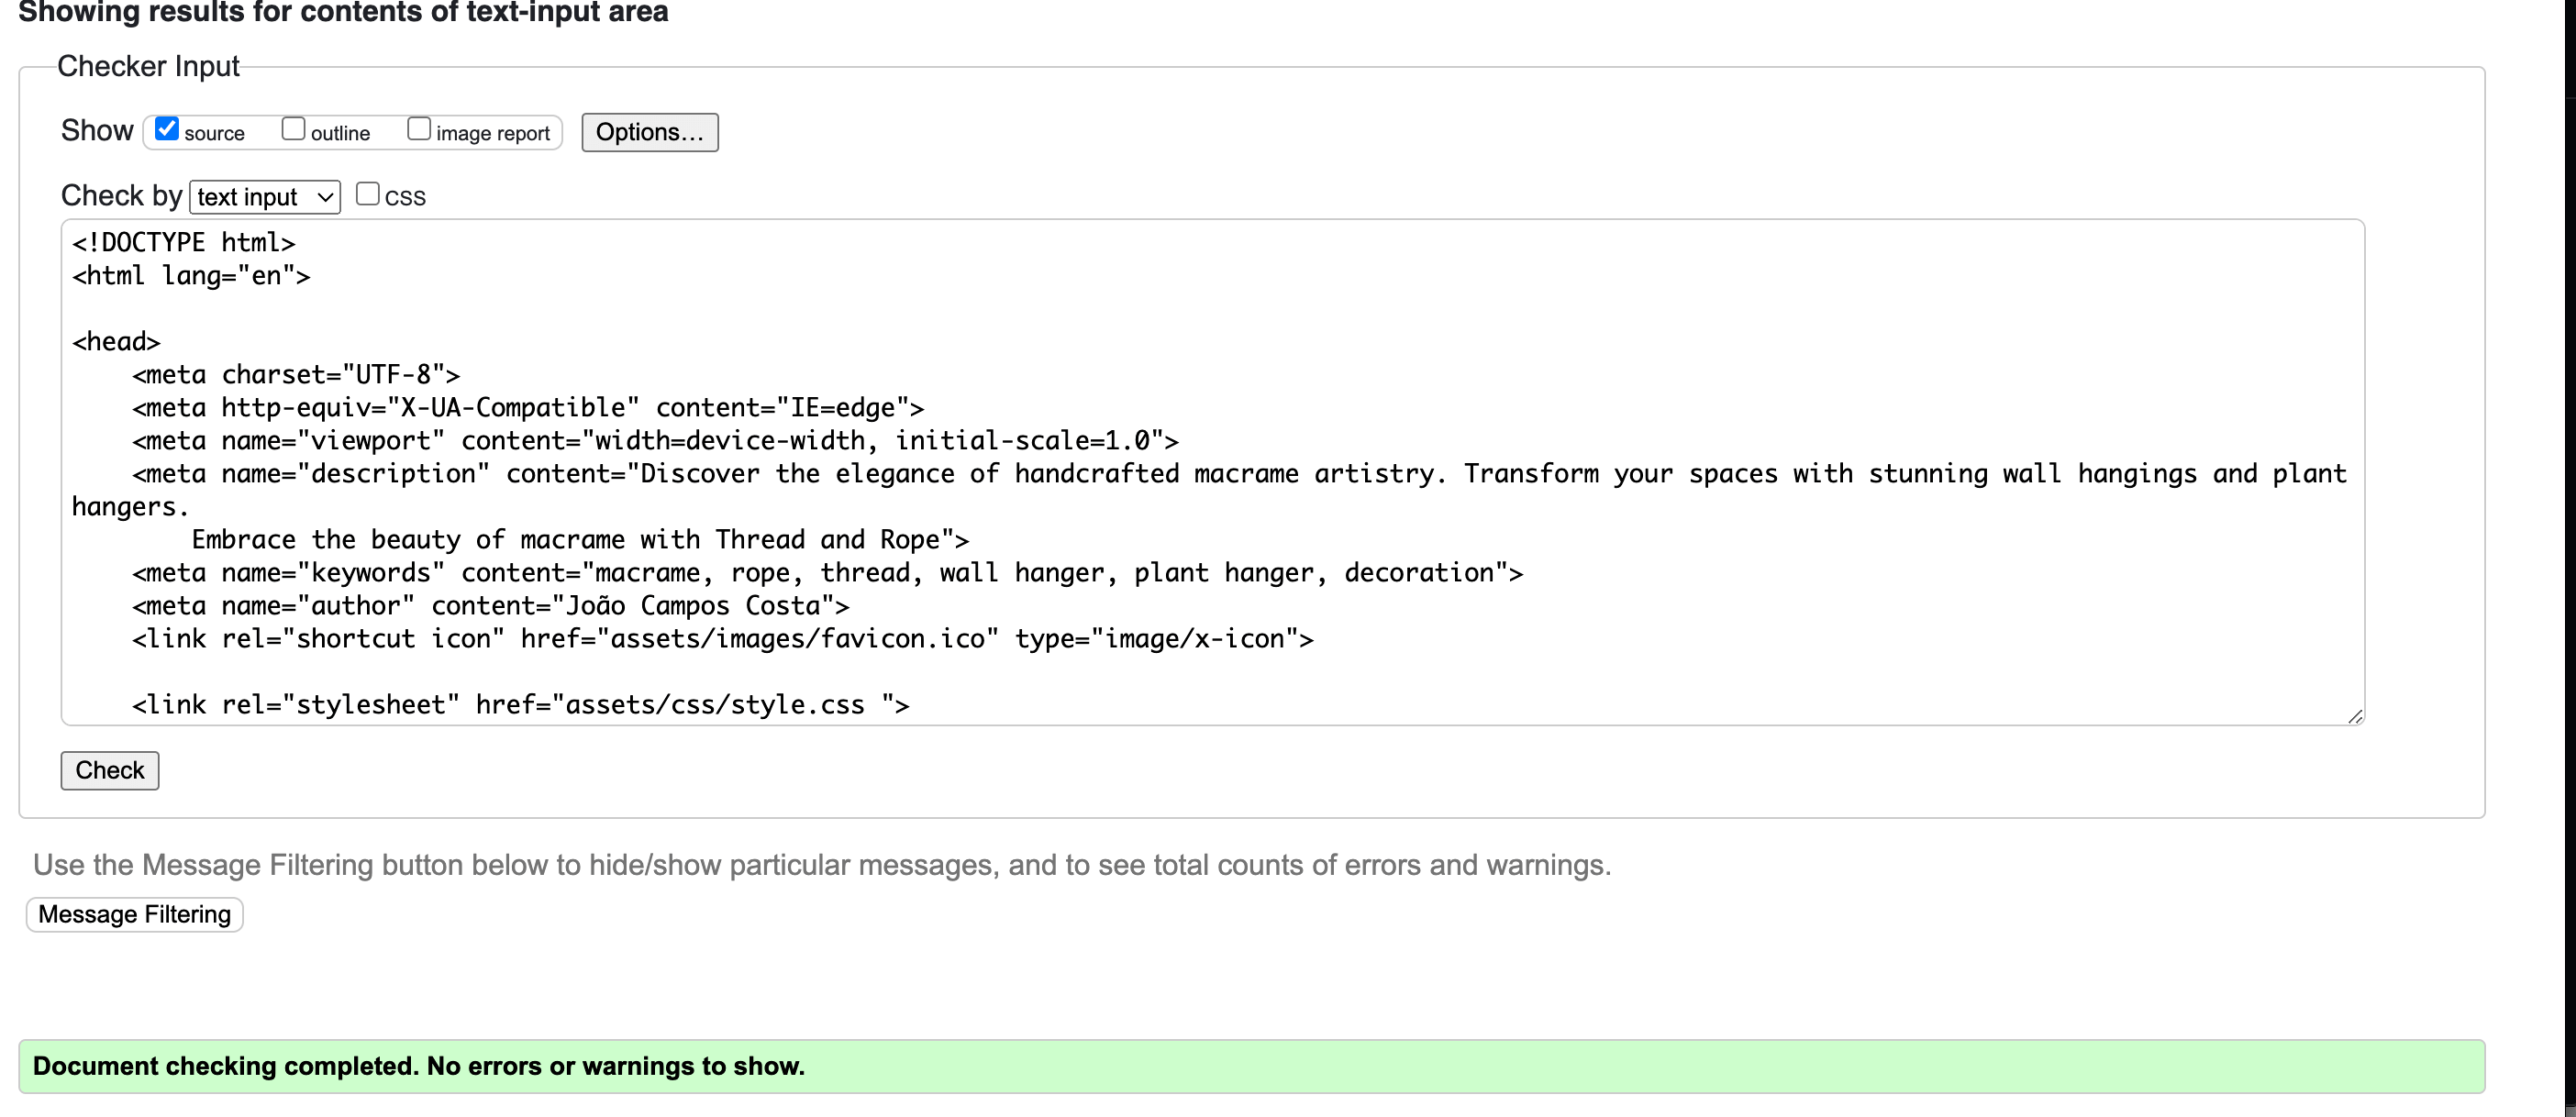 Showing results for contents of text-input area
Checker Input
Show source outline image report Options...
Check by text input css
<!DOCTYPE html>
<html lang="en">
<head>
    <meta charset="UTF-8">
    <meta http-equiv="X-UA-Compatible" content="IE=edge">
    <meta name="viewport" content="width=device-width, initial-scale=1.0">
    <meta name="description" content="Discover the elegance of handcrafted macrame artistry. Transform your spaces with stunning wall hangings and plant
hangers.
        Embrace the beauty of macrame with Thread and Rope">
    <meta name="keywords" content="macrame, rope, thread, wall hanger, plant hanger, decoration">
    <meta name="author" content="João Campos Costa">
    <link rel="shortcut icon" href="assets/images/favicon.ico" type="image/x-icon">
    <link rel="stylesheet" href="assets/css/style.css ">
Check
Use the Message Filtering button below to hide/show particular messages, and to see total counts of errors and warnings.
Message Filtering
Document checking completed. No errors or warnings to show.